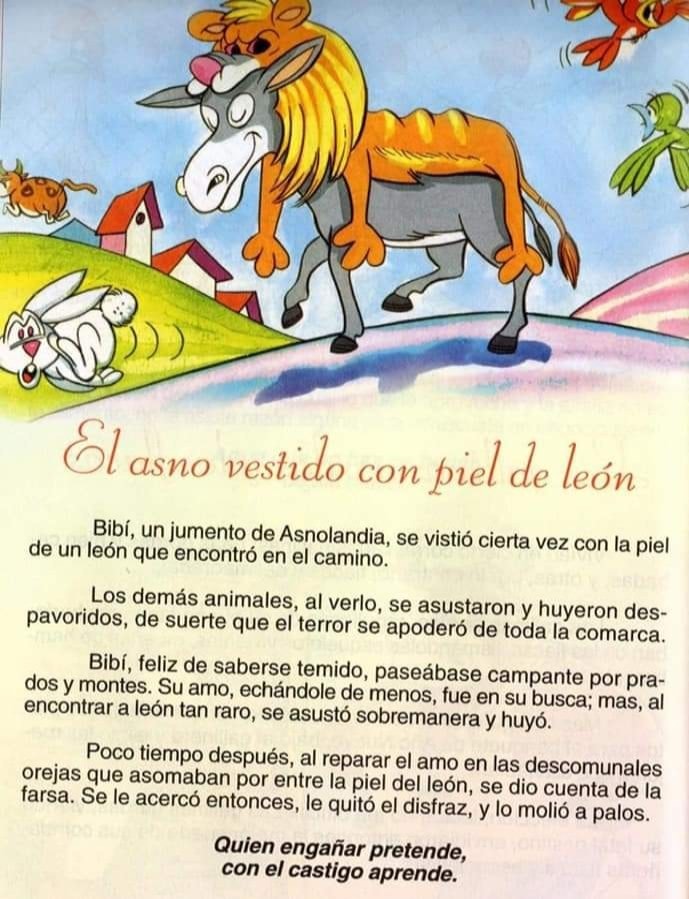 El asno vestido con piel de león
Bibí, un jumento de Asnolandia, se vistió cierta vez con la piel
de un león que encontró en el camino.
Los demás animales, al verlo, se asustaron y huyeron des-
pavoridos, de suerte que el terror se apoderó de toda la comarca.
Bibí, feliz de saberse temido, paseábase campante por pra-
dos y montes. Su amo, echándole de menos, fue en su busca; mas, al
encontrar a león tan raro, se asustó sobremanera y huyó.
Poco tiempo después, al reparar el amo en las descomunales
orejas que asomaban por entre la piel del león, se dio cuenta de la
farsa. Se le acercó entonces, le quitó el disfraz, y lo molió a palos.
Quien engañar pretende,
con el castigo aprende.